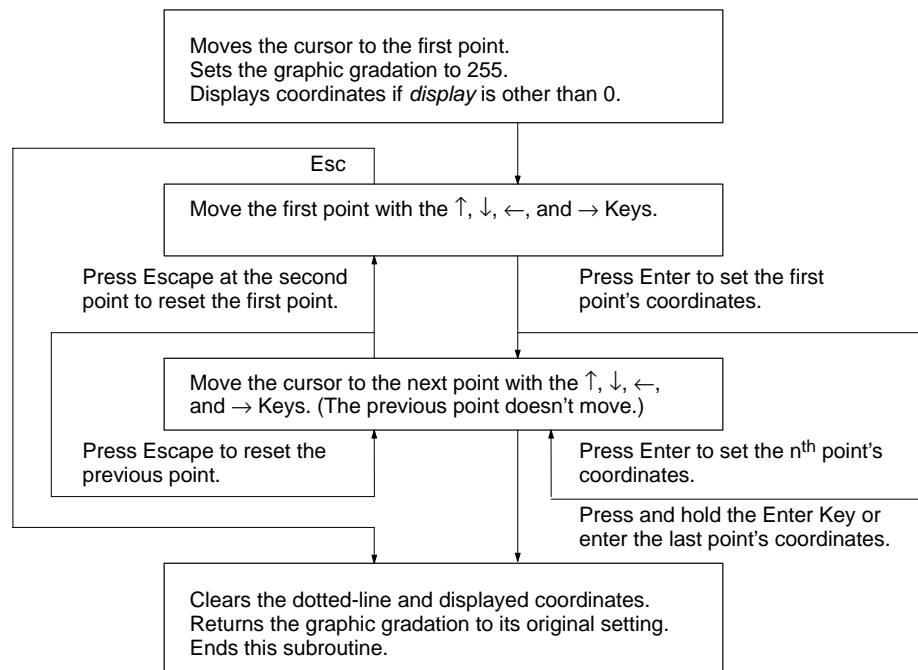 Moves the cursor to the first point.
Sets the graphic gradation to 255.
Displays coordinates if display is other than 0.
Esc
Move the first point with the ↑, ↓, ←, and → Keys.
Press Escape at the second
point to reset the first point.
Press Enter to set the first
point's coordinates.
Move the cursor to the next point with the ↑, ↓, ←,
and → Keys. (The previous point doesn't move.)
Press Escape to reset the
previous point.
Press Enter to set the nth point's
coordinates.
Press and hold the Enter Key or
enter the last point's coordinates.
Clears the dotted-line and displayed coordinates.
Returns the graphic gradation to its original setting.
Ends this subroutine.